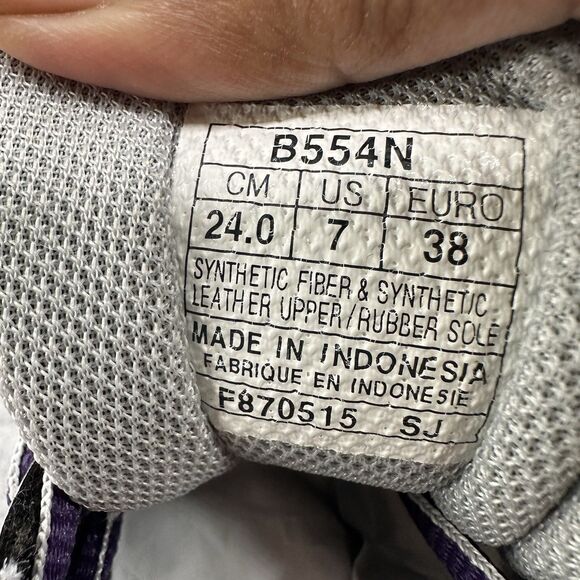 B554N
CM US EURO
24.0 7 38
SYNTHETIC FIBER & SYNTHETIC
LEATHER UPPER/RUBBER SOLE
MADE IN INDONESIA
FABRIQUE EN INDONESIE
F870515 SJ